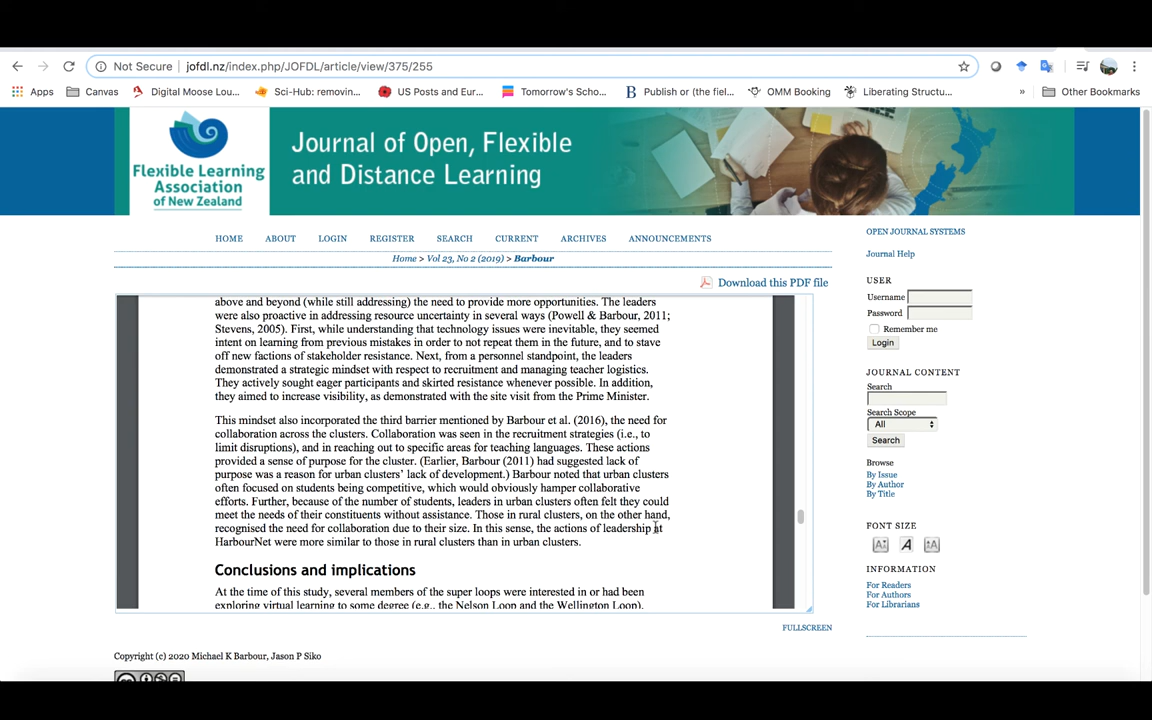 Not Secure
jofdl.nz/index.php/JOFDL/article/view/375/255
Apps
Canvas
Digital Moose Lou...
Sci-Hub: removin...
US Posts and Eur...
Tomorrow's Scho...
Publish or (the fiel...
OMM Booking
Liberating Structu...
»
Other Bookmarks
Flexible Learning
Association
of New Zealand
Journal of Open, Flexible
and Distance Learning
HOME ABOUT LOGIN REGISTER SEARCH CURRENT ARCHIVES ANNOUNCEMENTS
Home > Vol 23, No 2 (2019) > Barbour
Download this PDF file
above and beyond (while still addressing) the need to provide more opportunities. The leaders
were also proactive in addressing resource uncertainty in several ways (Powell & Barbour, 2011;
Stevens, 2005). First, while understanding that technology issues were inevitable, they seemed
intent on learning from previous mistakes in order to not repeat them in the future, and to stave
off new factions of stakeholder resistance. Next, from a personnel standpoint, the leaders
demonstrated a strategic mindset with respect to recruitment and managing teacher logistics.
They actively sought eager participants and skirted resistance whenever possible. In addition,
they aimed to increase visibility, as demonstrated with the site visit from the Prime Minister.
This mindset also incorporated the third barrier mentioned by Barbour et al. (2016), the need for
collaboration across the clusters. Collaboration was seen in the recruitment strategies (i.e., to
limit disruptions), and in reaching out to specific areas for teaching languages. These actions
provided a sense of purpose for the cluster. (Earlier, Barbour (2011) had suggested lack of
purpose was a reason for urban clusters' lack of development.) Barbour noted that urban clusters
often focused on students being competitive, which would obviously hamper collaborative
efforts. Further, because of the number of students, leaders in urban clusters often felt they could
meet the needs of their constituents without assistance. Those in rural clusters, on the other hand,
recognised the need for collaboration due to their size. In this sense, the actions of leadership at
HarbourNet were more similar to those in rural clusters than in urban clusters.
Conclusions and implications
At the time of this study, several members of the super loops were interested in or had been
exploring virtual learning to some degree (e.g., the Nelson Loop and the Wellington Loop).
FULLSCREEN
Copyright (c) 2020 Michael K Barbour, Jason P Siko
OPEN JOURNAL SYSTEMS
Journal Help
USER
Username
Password
Remember me
Login
JOURNAL CONTENT
Search
Search Scope
All
Search
Browse
By Issue
By Author
By Title
FONT SIZE
A
A
A
INFORMATION
For Readers
For Authors
For Librarians